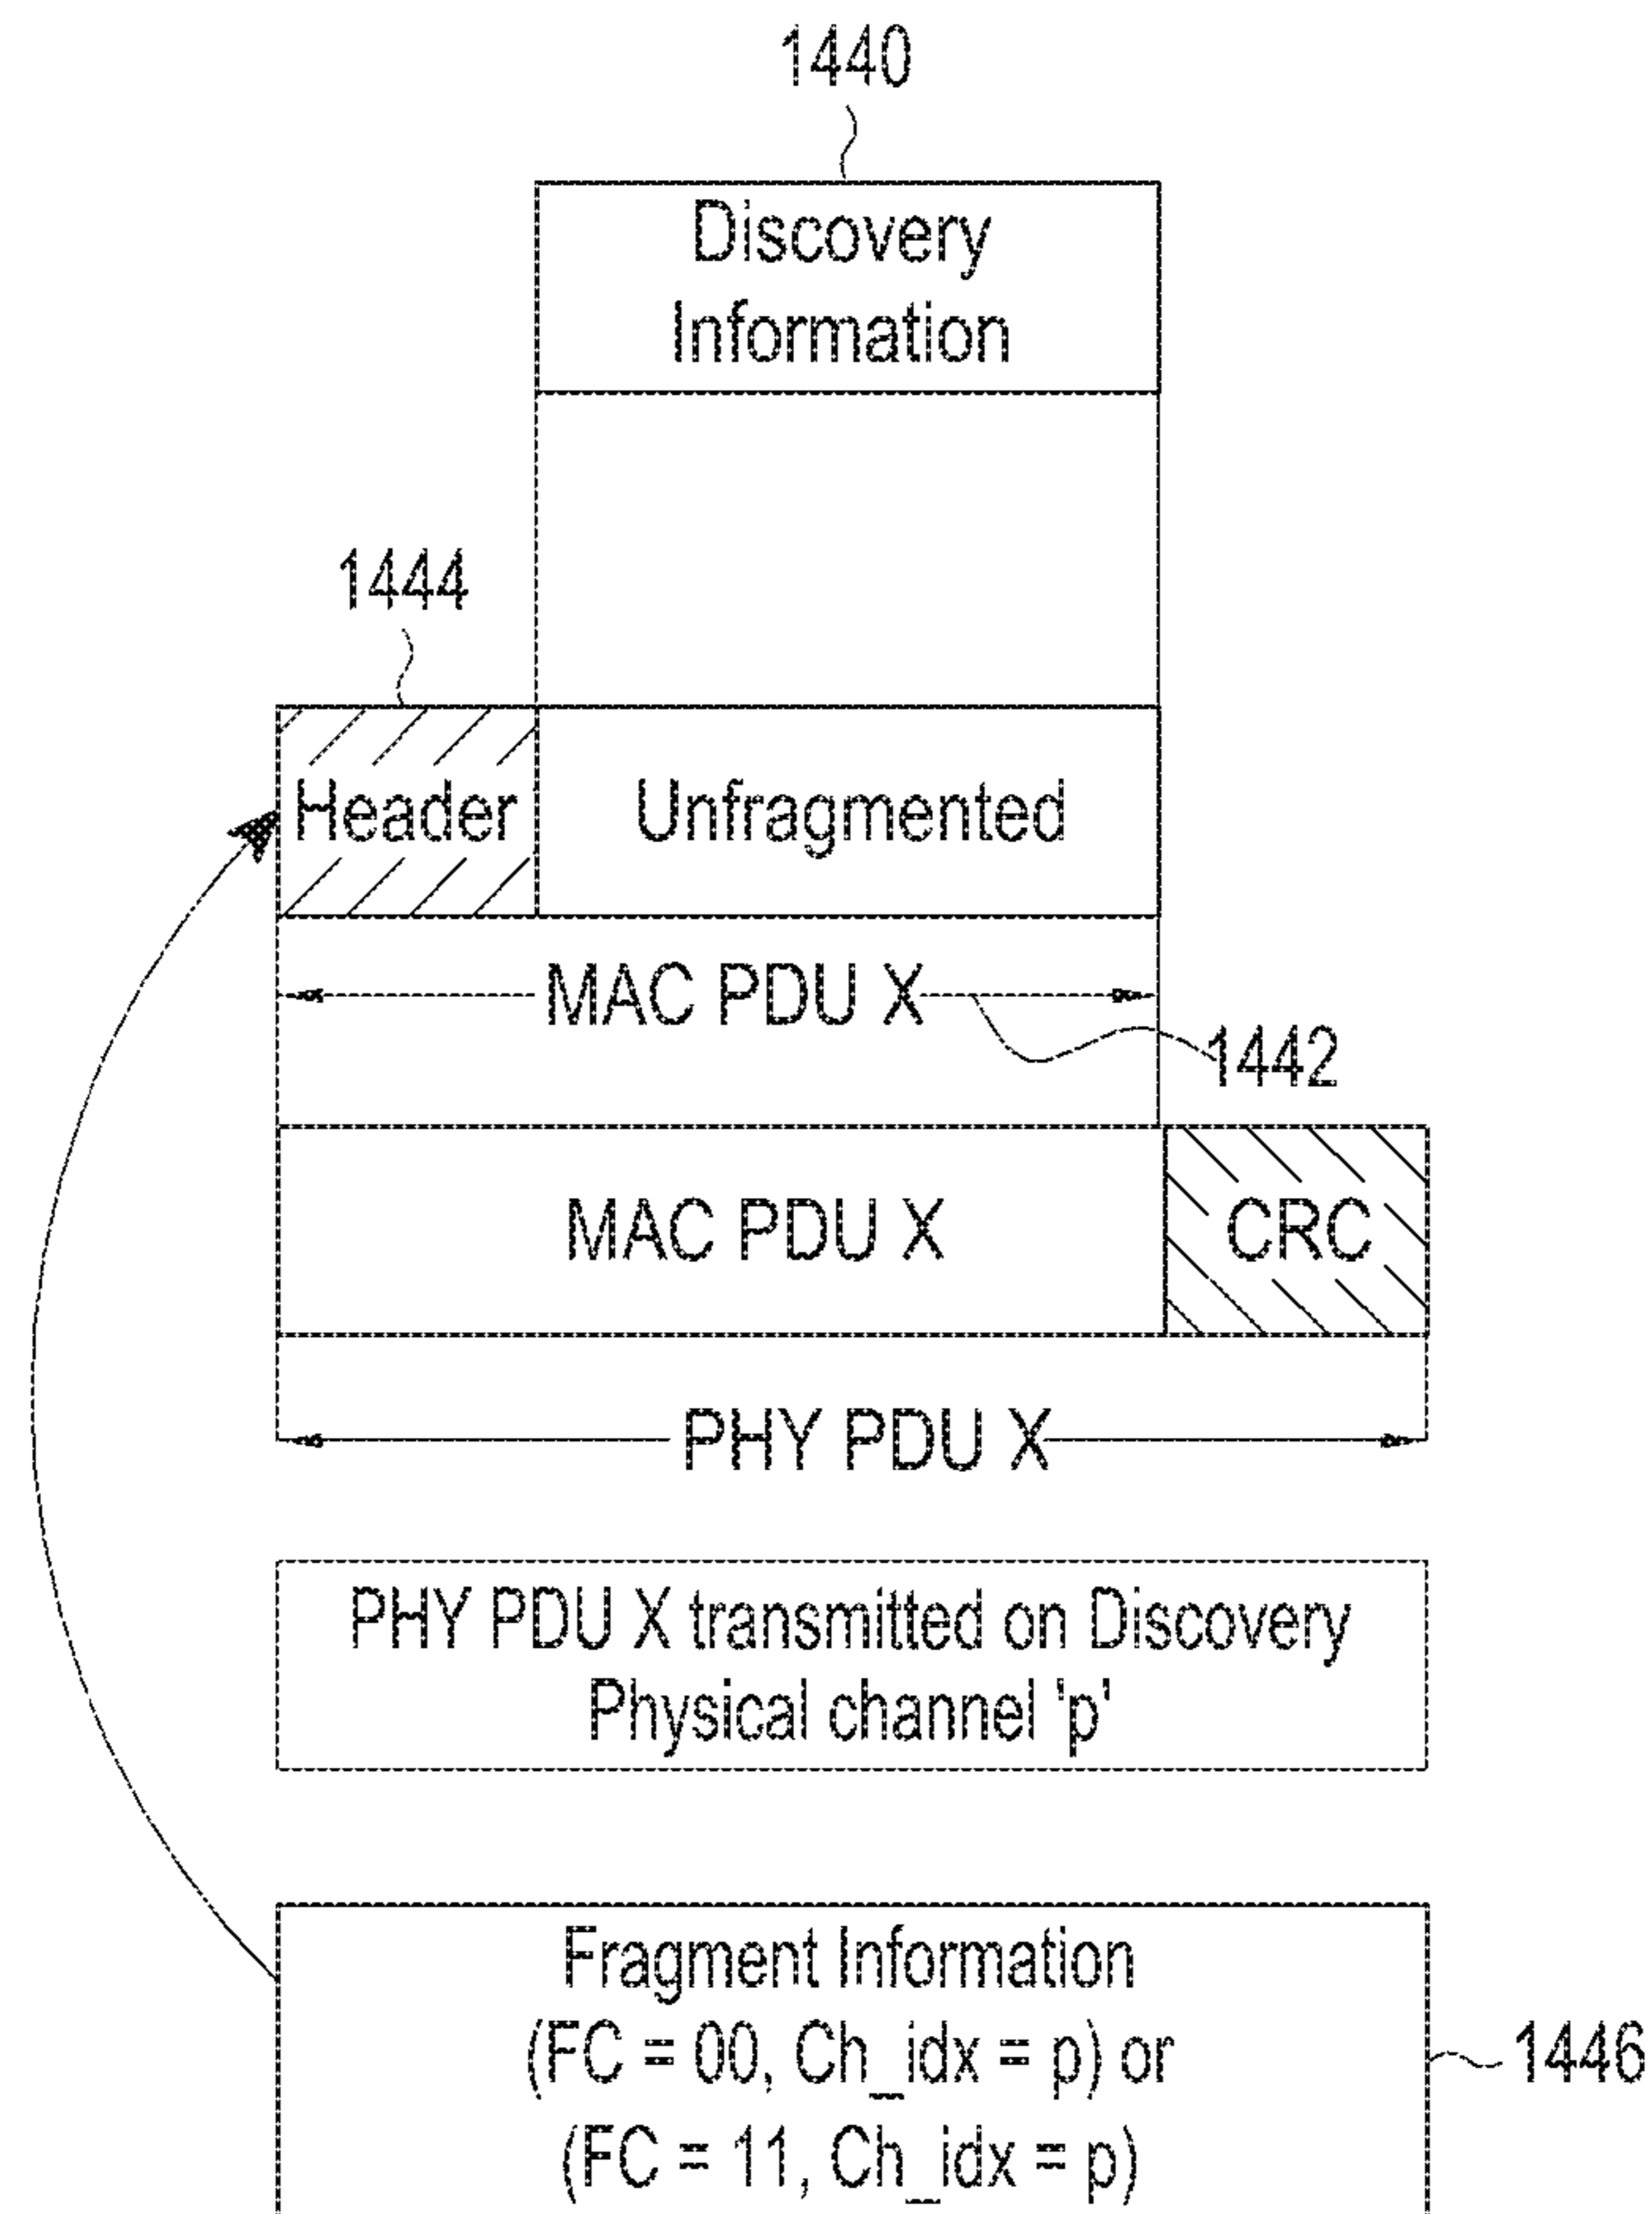 1440
Discovery
Information
1444
Header
Unfragmented
MAC PDU X
1442
MAC PDU X
CRC
PHY PDU X
PHY PDU X transmitted on Discovery
Physical channel 'p'
Fragment Information
(FC = 00, Ch_idx = p) or
(FC = 11, Ch_idx = p)
1446